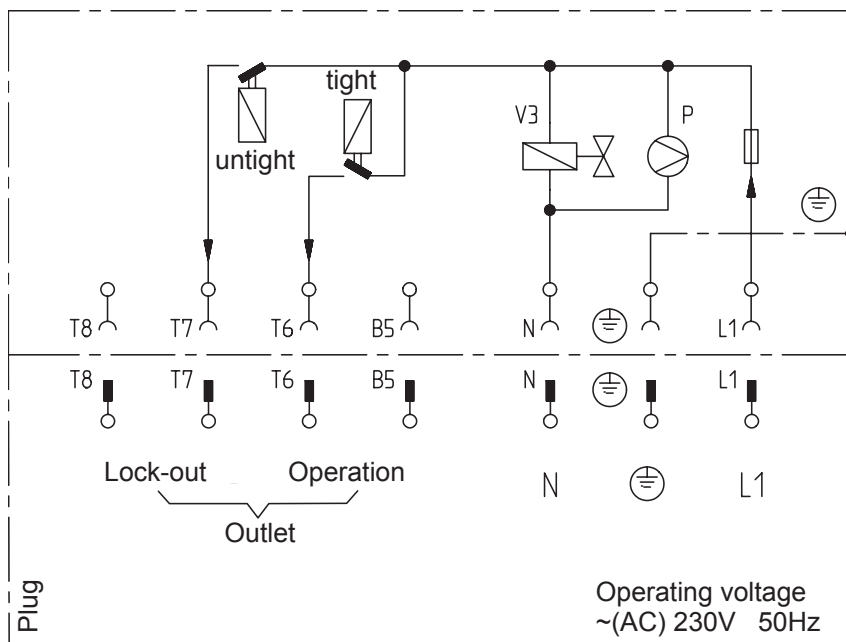 tight
untight
V3
P
T8
T7
T6
B5
N
L1
T8
T7
T6
B5
N
L1
Lock-out
Operation
N
L1
Outlet
Plug
Operating voltage
~(AC) 230V 50Hz